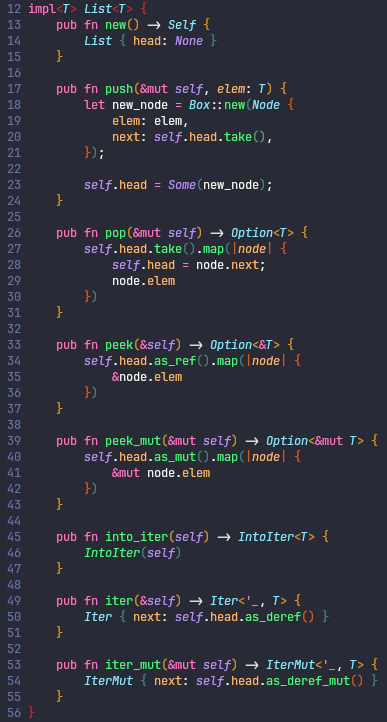 12 impl<T> List<T> {
13     pub fn new() -> Self {
14         List { head: None }
15     }
16
17     pub fn push(&mut self, elem: T) {
18         let new_node = Box::new(Node {
19             elem: elem,
20             next: self.head.take(),
21         });
22
23         self.head = Some(new_node);
24     }
25
26     pub fn pop(&mut self) -> Option<T> {
27         self.head.take().map(|node| {
28             self.head = node.next;
29             node.elem
30         })
31     }
32
33     pub fn peek(&self) -> Option<&T> {
34         self.head.as_ref().map(|node| {
35             &node.elem
36         })
37     }
38
39     pub fn peek_mut(&mut self) -> Option<&mut T> {
40         self.head.as_mut().map(|node| {
41             &mut node.elem
42         })
43     }
44
45     pub fn into_iter(self) -> IntoIter<T> {
46         IntoIter(self)
47     }
48
49     pub fn iter(&self) -> Iter<'_, T> {
50         Iter { next: self.head.as_deref() }
51     }
52
53     pub fn iter_mut(&mut self) -> IterMut<'_, T> {
54         IterMut { next: self.head.as_deref_mut() }
55     }
56 }